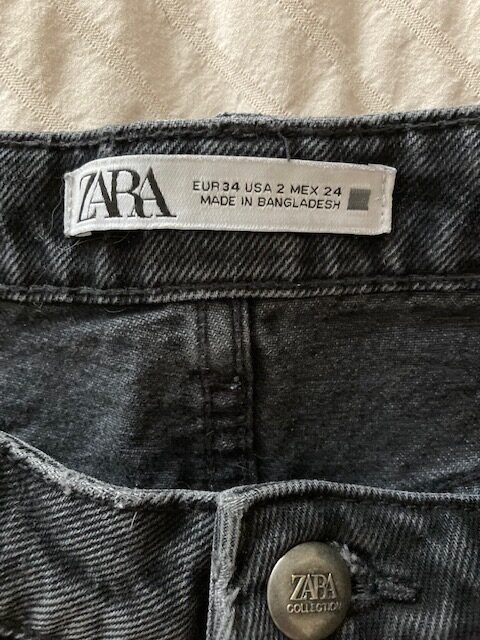 ZARA
EUR 34 USA 2 MEX 24
MADE IN BANGLADESH
ZARA
COLLECTION